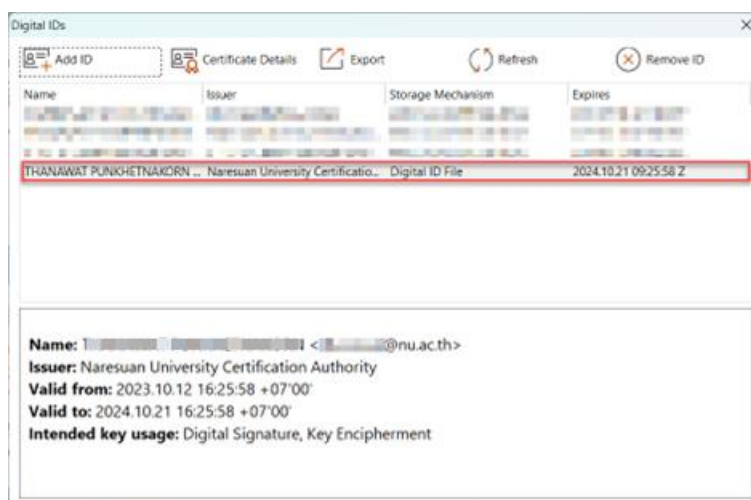 Digital IDs
Add ID Certificate Details Export Refresh Remove ID
Name Issuer Storage Mechanism Expires
THANAWAT PUNKHETNAKORN ... Naresuan University Certificatio... Digital ID File 2024.10.21 09:25:58 Z
Name: < @nu.ac.th>
Issuer: Naresuan University Certification Authority
Valid from: 2023.10.12 16:25:58 +07'00'
Valid to: 2024.10.21 16:25:58 +07'00'
Intended key usage: Digital Signature, Key Encipherment